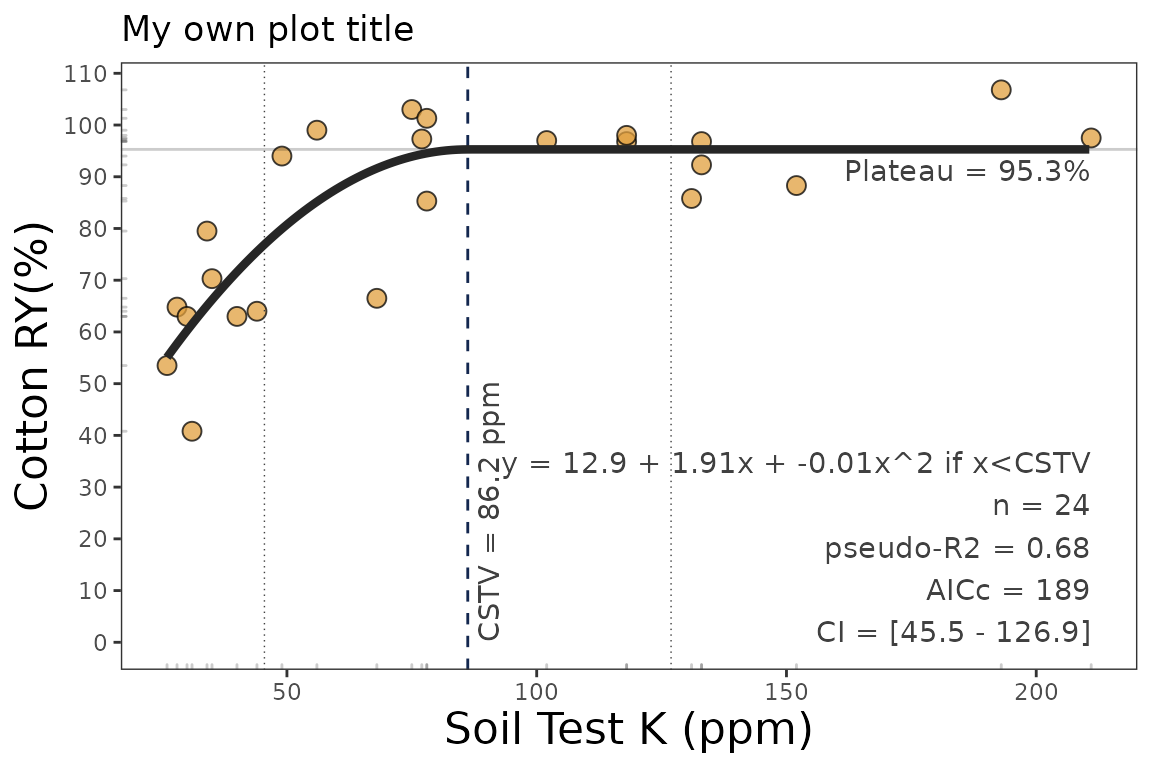 My own plot title
110
100
90
80
70
60
50
40
30
20
10
0
Cotton RY(%)
Plateau = 95.3%
CSTV = 86.2 ppm
y = 12.9 + 1.91x + -0.01x^2 if x<CSTV
n = 24
pseudo-R2 = 0.68
AICc = 189
CI = [45.5 - 126.9]
50 100 150 200
Soil Test K (ppm)